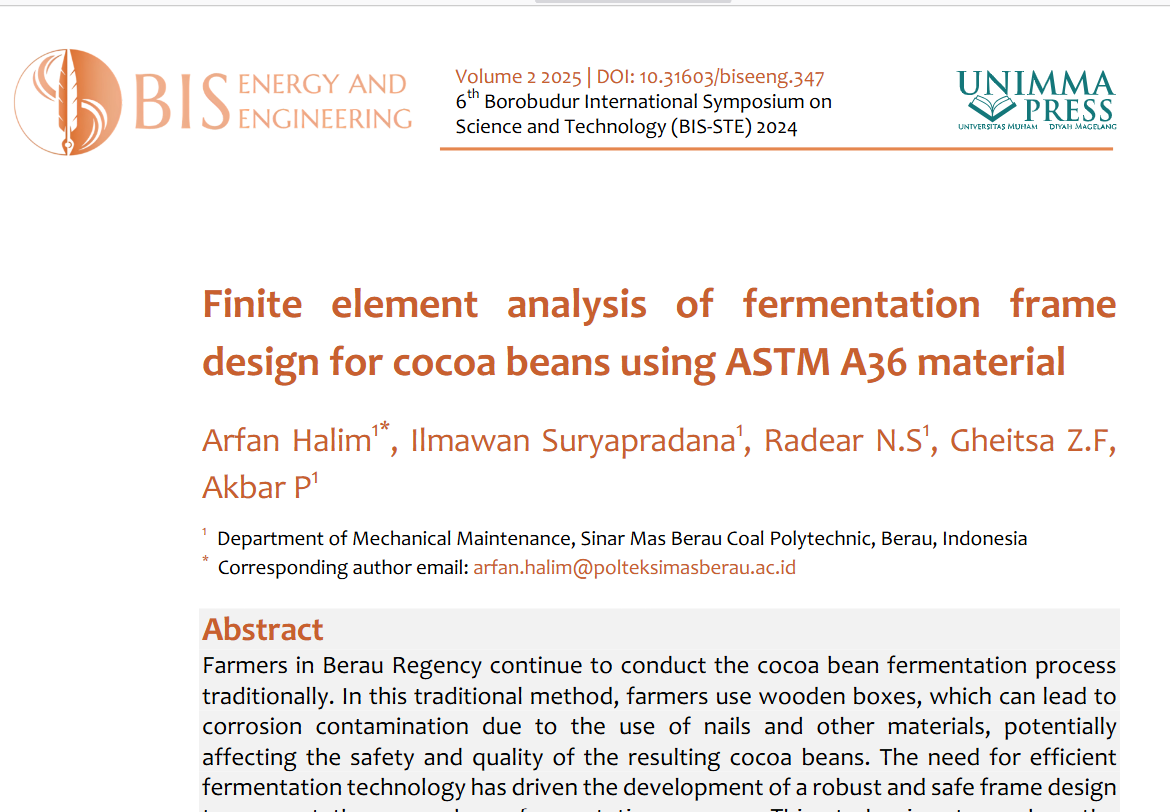 BIS ENERGY AND
ENGINEERING
Volume 2 2025 | DOI: 10.31603/biseeng.347
6th Borobudur International Symposium on
Science and Technology (BIS-STE) 2024
UNIMMA
PRESS
UNIVERSITAS MUHAM DIYAH MAGELANG
Finite element analysis of fermentation frame
design for cocoa beans using ASTM A36 material
Arfan Halim1*, Ilmawan Suryapradana1, Radear N.S1, Gheitsa Z.F,
Akbar P1
1 Department of Mechanical Maintenance, Sinar Mas Berau Coal Polytechnic, Berau, Indonesia
* Corresponding author email: arfan.halim@polteksimasberau.ac.id
Abstract
Farmers in Berau Regency continue to conduct the cocoa bean fermentation process
traditionally. In this traditional method, farmers use wooden boxes, which can lead to
corrosion contamination due to the use of nails and other materials, potentially
affecting the safety and quality of the resulting cocoa beans. The need for efficient
fermentation technology has driven the development of a robust and safe frame design